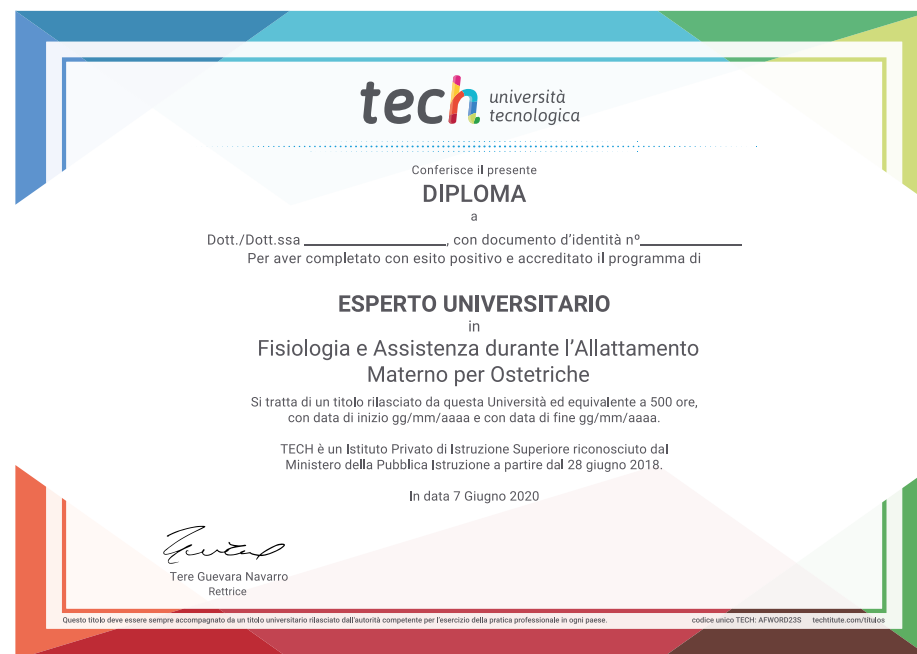 tech università
tecnologica
Conferisce il presente
DIPLOMA
a
Dott./Dott.ssa ____________________, con documento d'identità nº______________
Per aver completato con esito positivo e accreditato il programma di
ESPERTO UNIVERSITARIO
in
Fisiologia e Assistenza durante l'Allattamento
Materno per Ostetriche
Si tratta di un titolo rilasciato da questa Università ed equivalente a 500 ore,
con data di inizio gg/mm/aaaa e con data di fine gg/mm/aaaa.
TECH è un Istituto Privato di Istruzione Superiore riconosciuto dal
Ministero della Pubblica Istruzione a partire dal 28 giugno 2018.
In data 7 Giugno 2020
Tere Guevara Navarro
Rettrice
Questo titolo deve essere sempre accompagnato da un titolo universitario rilasciato dall'autorità competente per l'esercizio della pratica professionale in ogni paese. codice unico TECH: AFWORD23S techtitute.com/títulos